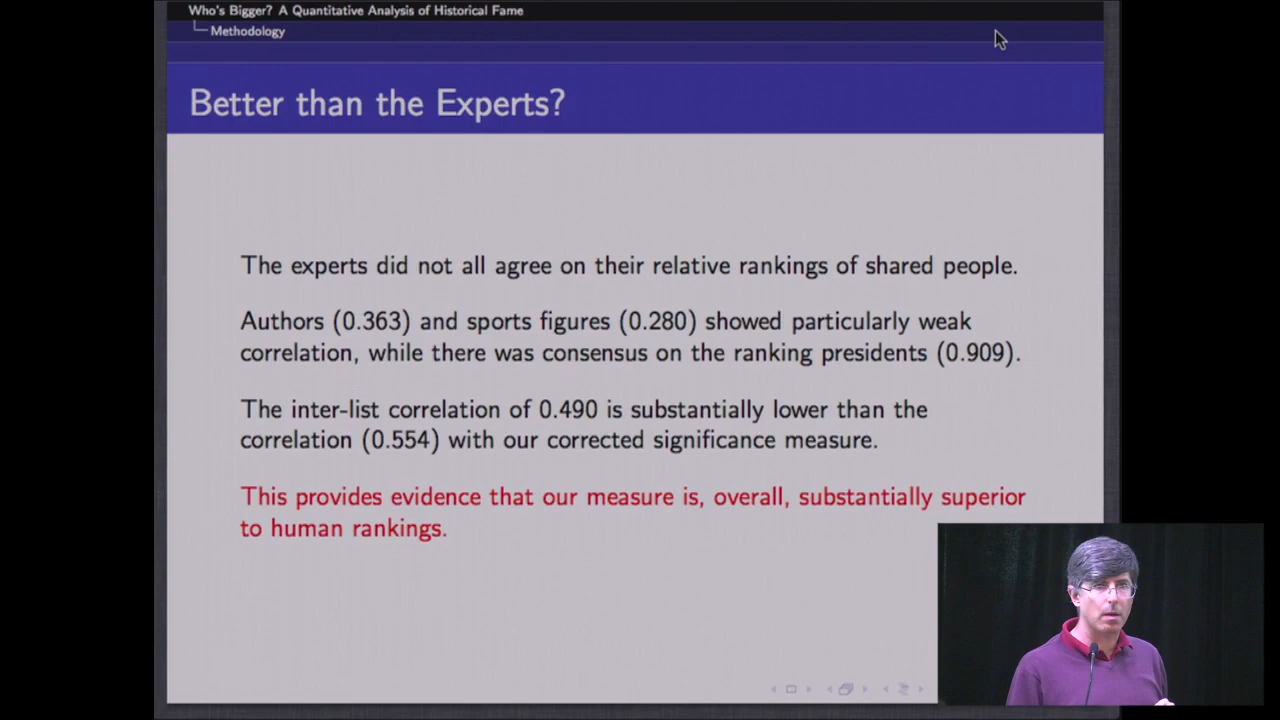 Who's Bigger? A Quantitative Analysis of Historical Fame
Methodology
Better than the Experts?
The experts did not all agree on their relative rankings of shared people.
Authors (0.363) and sports figures (0.280) showed particularly weak
correlation, while there was consensus on the ranking presidents (0.909).
The inter-list correlation of 0.490 is substantially lower than the
correlation (0.554) with our corrected significance measure.
This provides evidence that our measure is, overall, substantially superior
to human rankings.